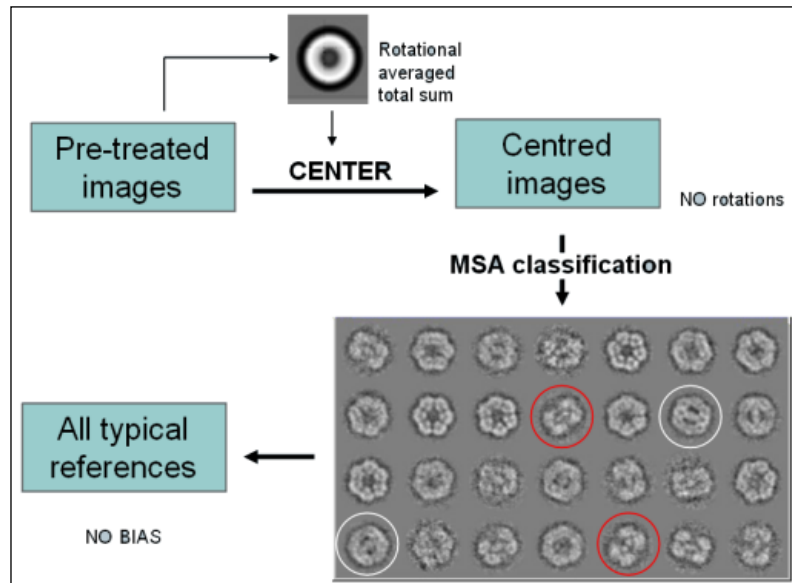 Rotational
averaged
total sum
Pre-treated
images
CENTER
Centred
images
NO rotations
MSA classification
All typical
references
NO BIAS